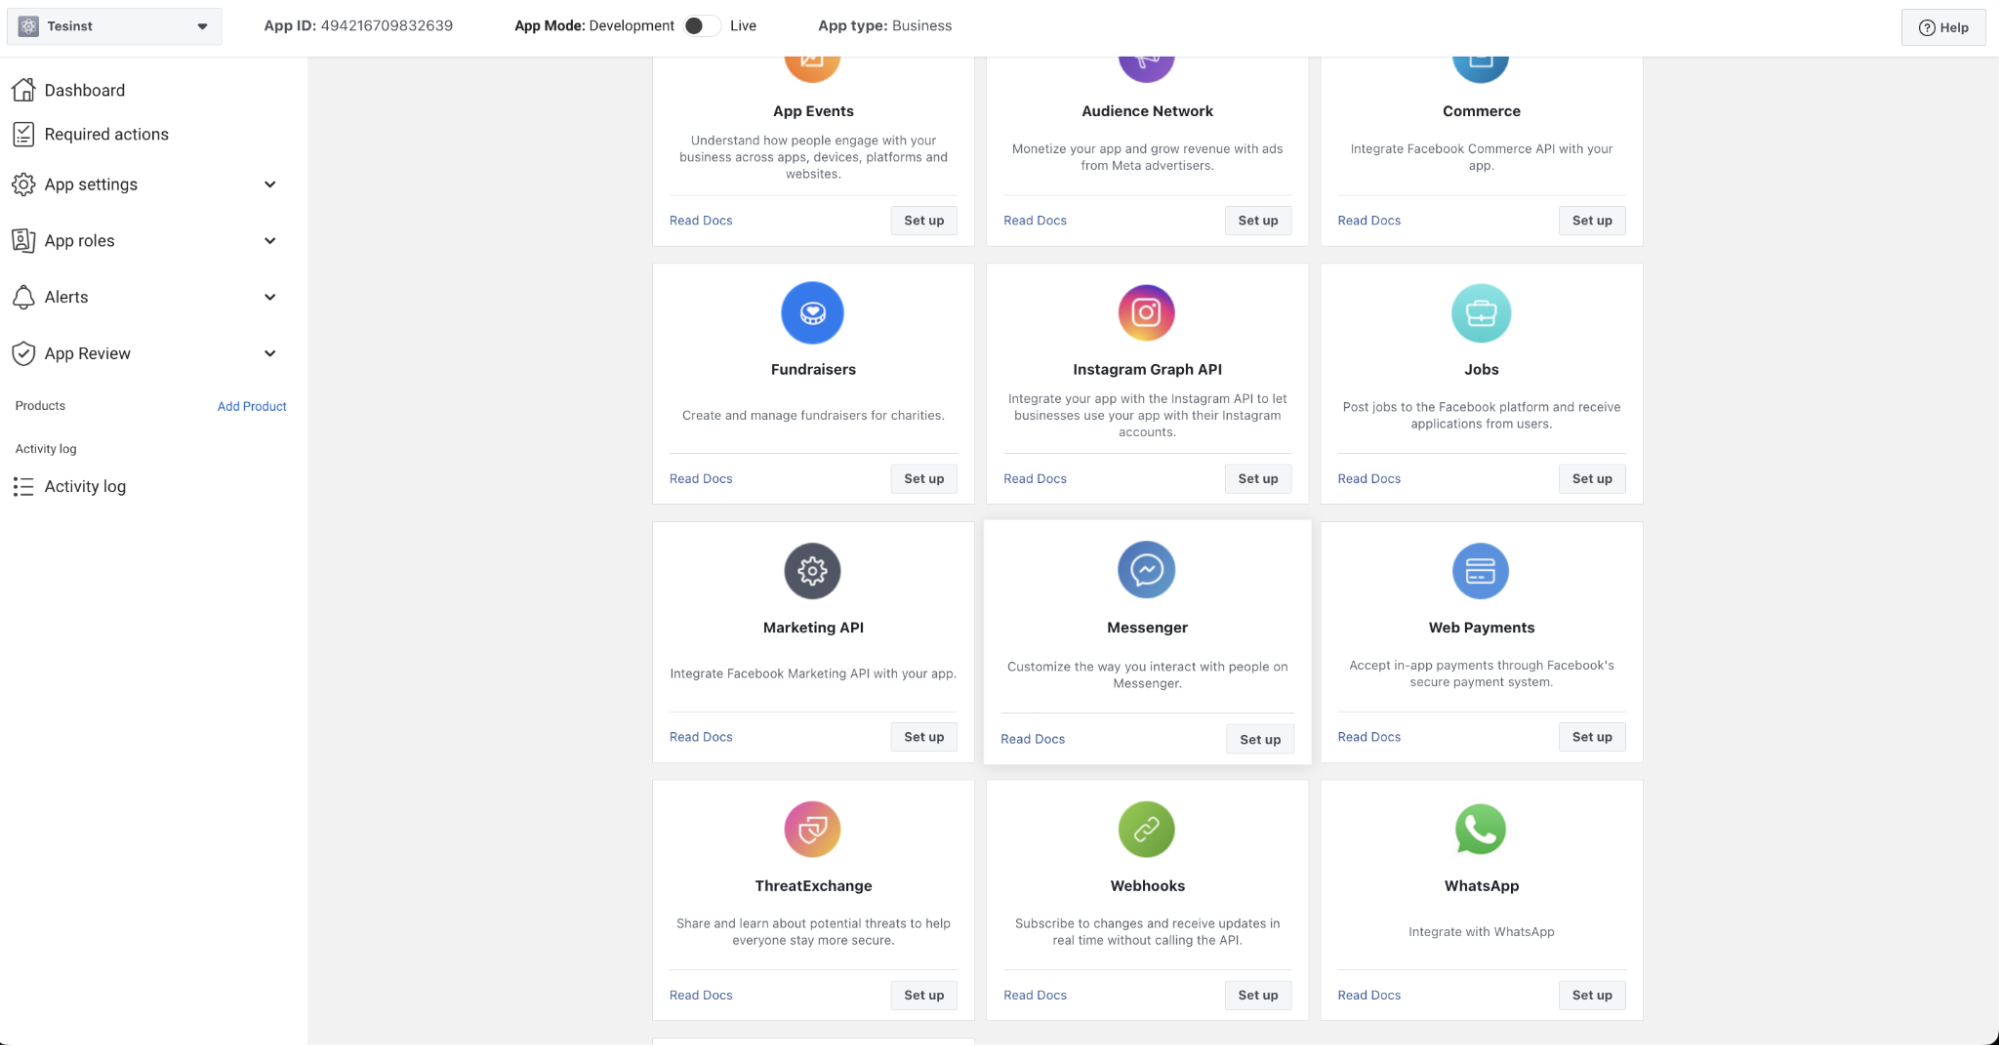 Tesinst
App ID: 494216709832639
App Mode: Development
Live
App type: Business
Help
Dashboard
Required actions
App settings
App roles
Alerts
App Review
Products
Add Product
Activity log
Activity log
App Events
Understand how people engage with your
business across apps, devices, platforms and
websites.
Read Docs
Set up
Audience Network
Monetize your app and grow revenue with ads
from Meta advertisers.
Read Docs
Set up
Commerce
Integrate Facebook Commerce API with your
app.
Read Docs
Set up
Fundraisers
Create and manage fundraisers for charities.
Read Docs
Set up
Instagram Graph API
Integrate your app with the Instagram API to let
businesses use your app with their Instagram
accounts.
Read Docs
Set up
Jobs
Post jobs to the Facebook platform and receive
applications from users.
Read Docs
Set up
Marketing API
Integrate Facebook Marketing API with your app.
Read Docs
Set up
Messenger
Customize the way you interact with people on
Messenger.
Read Docs
Set up
Web Payments
Accept in-app payments through Facebook's
secure payment system.
Read Docs
Set up
ThreatExchange
Share and learn about potential threats to help
everyone stay more secure.
Read Docs
Set up
Webhooks
Subscribe to changes and receive updates in
real time without calling the API.
Read Docs
Set up
WhatsApp
Integrate with WhatsApp
Read Docs
Set up